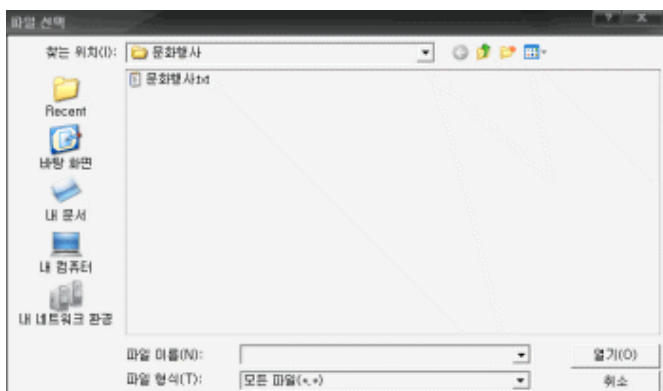 파일 선택
찾는 위치(I): 문화행사
문화행사.txt
Recent
바탕 화면
내 문서
내 컴퓨터
내 네트워크 환경
파일 이름(N):
열기(O)
파일 형식(T): 모든 파일(*.*)
취소